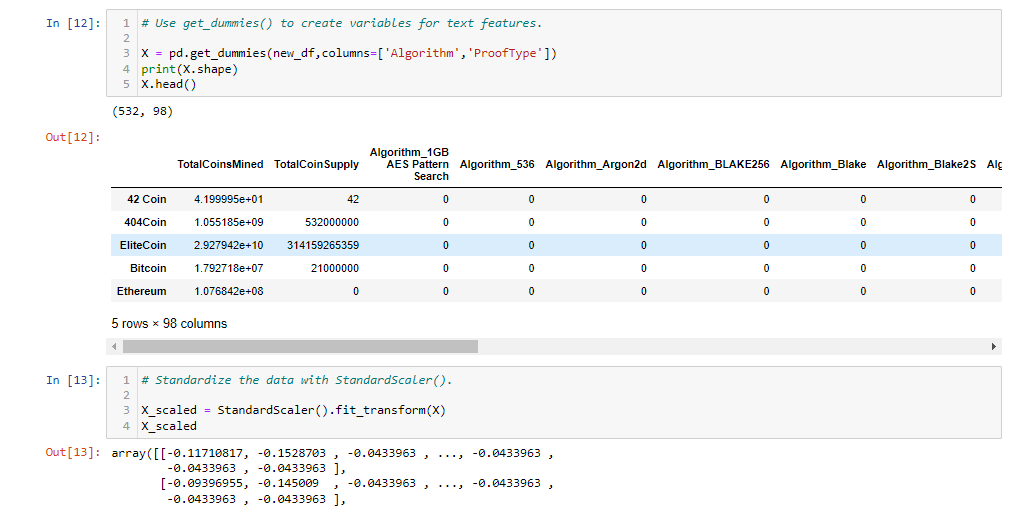 In [12]:
1 # Use get_dummies() to create variables for text features.
2
3 X = pd.get_dummies(new_df,columns=['Algorithm','ProofType'])
4 print(X.shape)
5 X.head()
(532, 98)
Out[12]:
TotalCoinsMined TotalCoinSupply Algorithm_1GB AES Pattern Search Algorithm_536 Algorithm_Argon2d Algorithm_BLAKE256 Algorithm_Blake Algorithm_Blake2S Alg
42 Coin 4.199995e+01 42 0 0 0 0 0 0
404Coin 1.055185e+09 532000000 0 0 0 0 0 0
EliteCoin 2.927942e+10 314159265359 0 0 0 0 0 0
Bitcoin 1.792718e+07 21000000 0 0 0 0 0 0
Ethereum 1.076842e+08 0 0 0 0 0 0 0
5 rows × 98 columns
In [13]:
1 # Standardize the data with StandardScaler().
2
3 X_scaled = StandardScaler().fit_transform(X)
4 X_scaled
Out[13]: array([[-0.11710817, -0.1528703 , -0.0433963 , ..., -0.0433963 ,
-0.0433963 , -0.0433963 ],
[-0.09396955, -0.145009 , -0.0433963 , ..., -0.0433963 ,
-0.0433963 , -0.0433963 ],